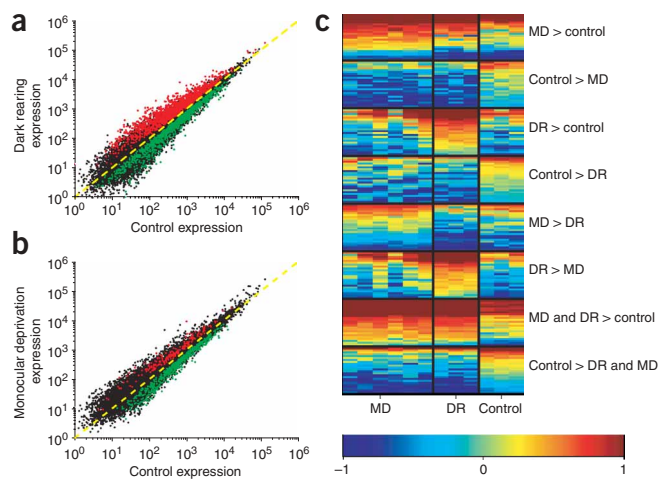 a
10^6
10^5
10^4
10^3
10^2
10^1
10^0
Dark rearing
expression
10^0 10^1 10^2 10^3 10^4 10^5 10^6
Control expression
b
10^6
10^5
10^4
10^3
10^2
10^1
10^0
Monocular deprivation
expression
10^0 10^1 10^2 10^3 10^4 10^5 10^6
Control expression
c
MD > control
Control > MD
DR > control
Control > DR
MD > DR
DR > MD
MD and DR > control
Control > DR and MD
MD DR Control
−1 0 1